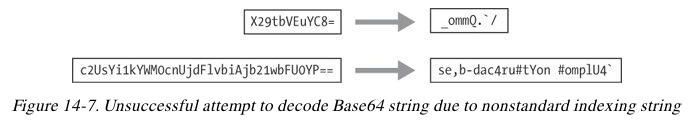 X29tbVEuYC8=
_ommQ.`/
c2UsYi1kYWM0cnUjdFlvbiAjb21wbFU0YP==
se,b-dac4ru#tYon #omplU4`
Figure 14-7. Unsuccessful attempt to decode Base64 string due to nonstandard indexing string